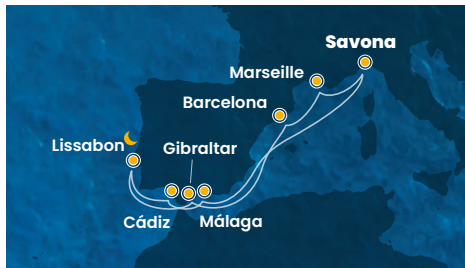 Savona
Marseille
Barcelona
Lissabon
Gibraltar
Cádiz
Málaga